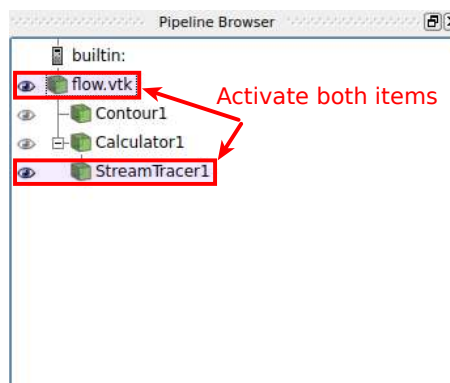 Pipeline Browser
builtin:
flow.vtk
Activate both items
Contour1
Calculator1
StreamTracer1